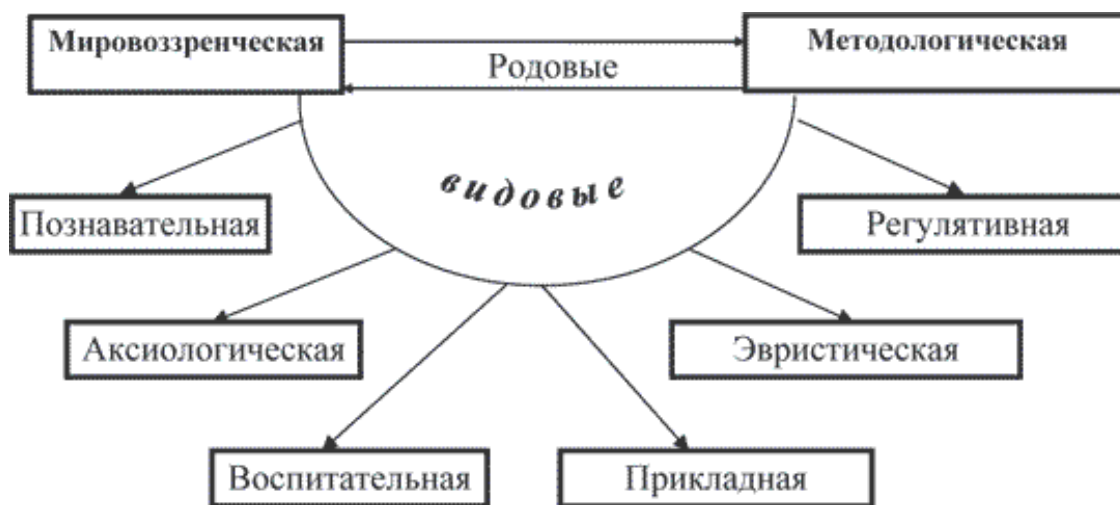 Мировоззренческая
Методологическая
Родовые
видовые
Познавательная
Регулятивная
Аксиологическая
Эвристическая
Воспитательная
Прикладная